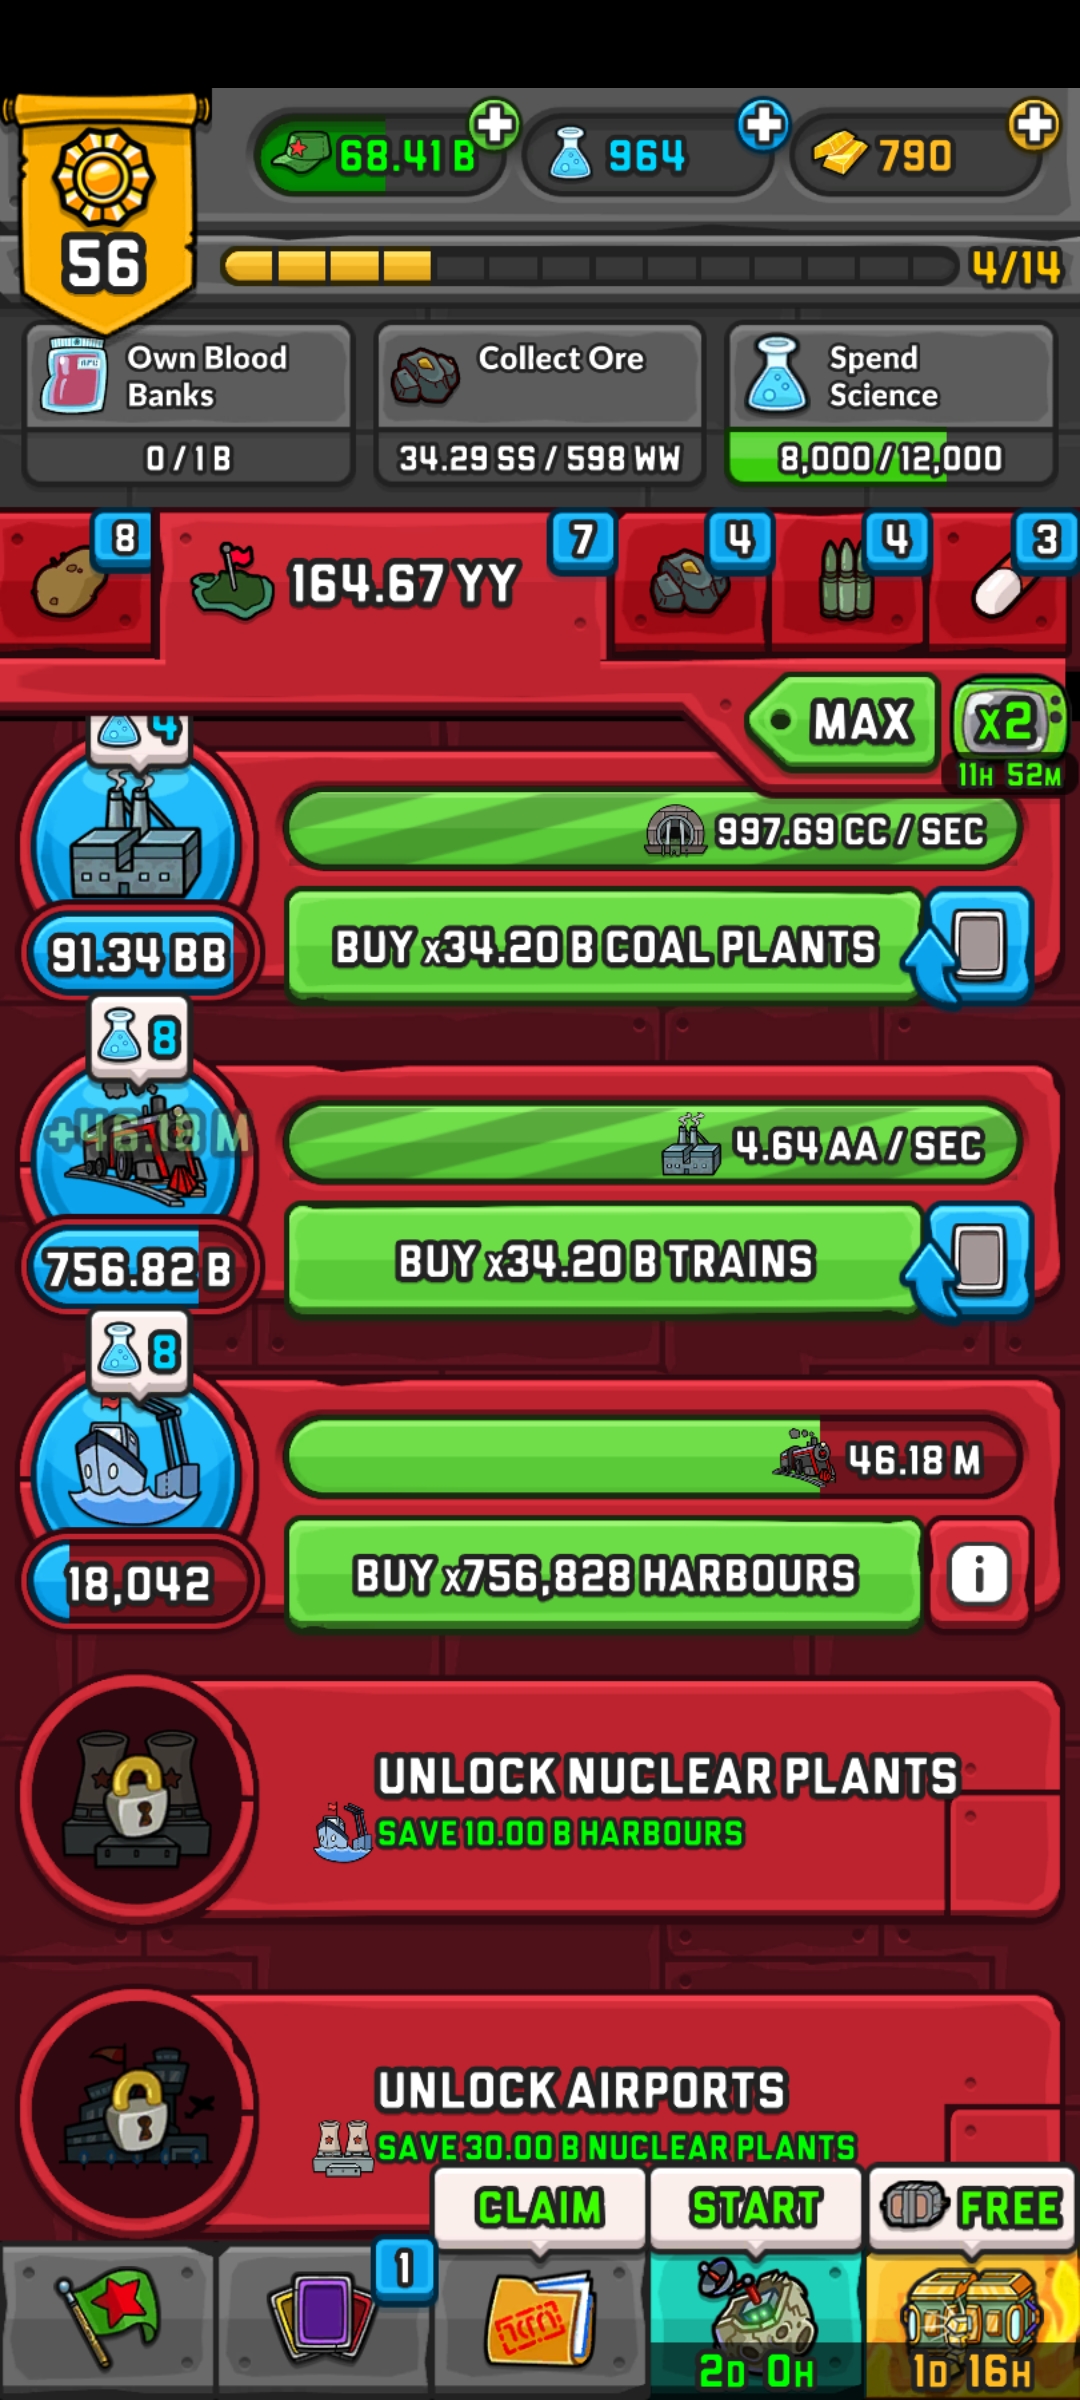 68.41 B
964
790
56
4/14
Own Blood
Banks
0 / 1 B
Collect Ore
34.29 SS / 598 WW
Spend
Science
8,000 / 12,000
8
164.67 YY
7
4
4
3
MAX
x2
11H 52M
4
997.69 CC / SEC
91.34 BB
BUY x34.20 B COAL PLANTS
8
+46.18 M
4.64 AA / SEC
756.82 B
BUY x34.20 B TRAINS
8
46.18 M
18,042
BUY x756,828 HARBOURS
i
UNLOCK NUCLEAR PLANTS
SAVE 10.00 B HARBOURS
UNLOCK AIRPORTS
SAVE 30.00 B NUCLEAR PLANTS
CLAIM
START
FREE
1
2D 0H
1D 16H